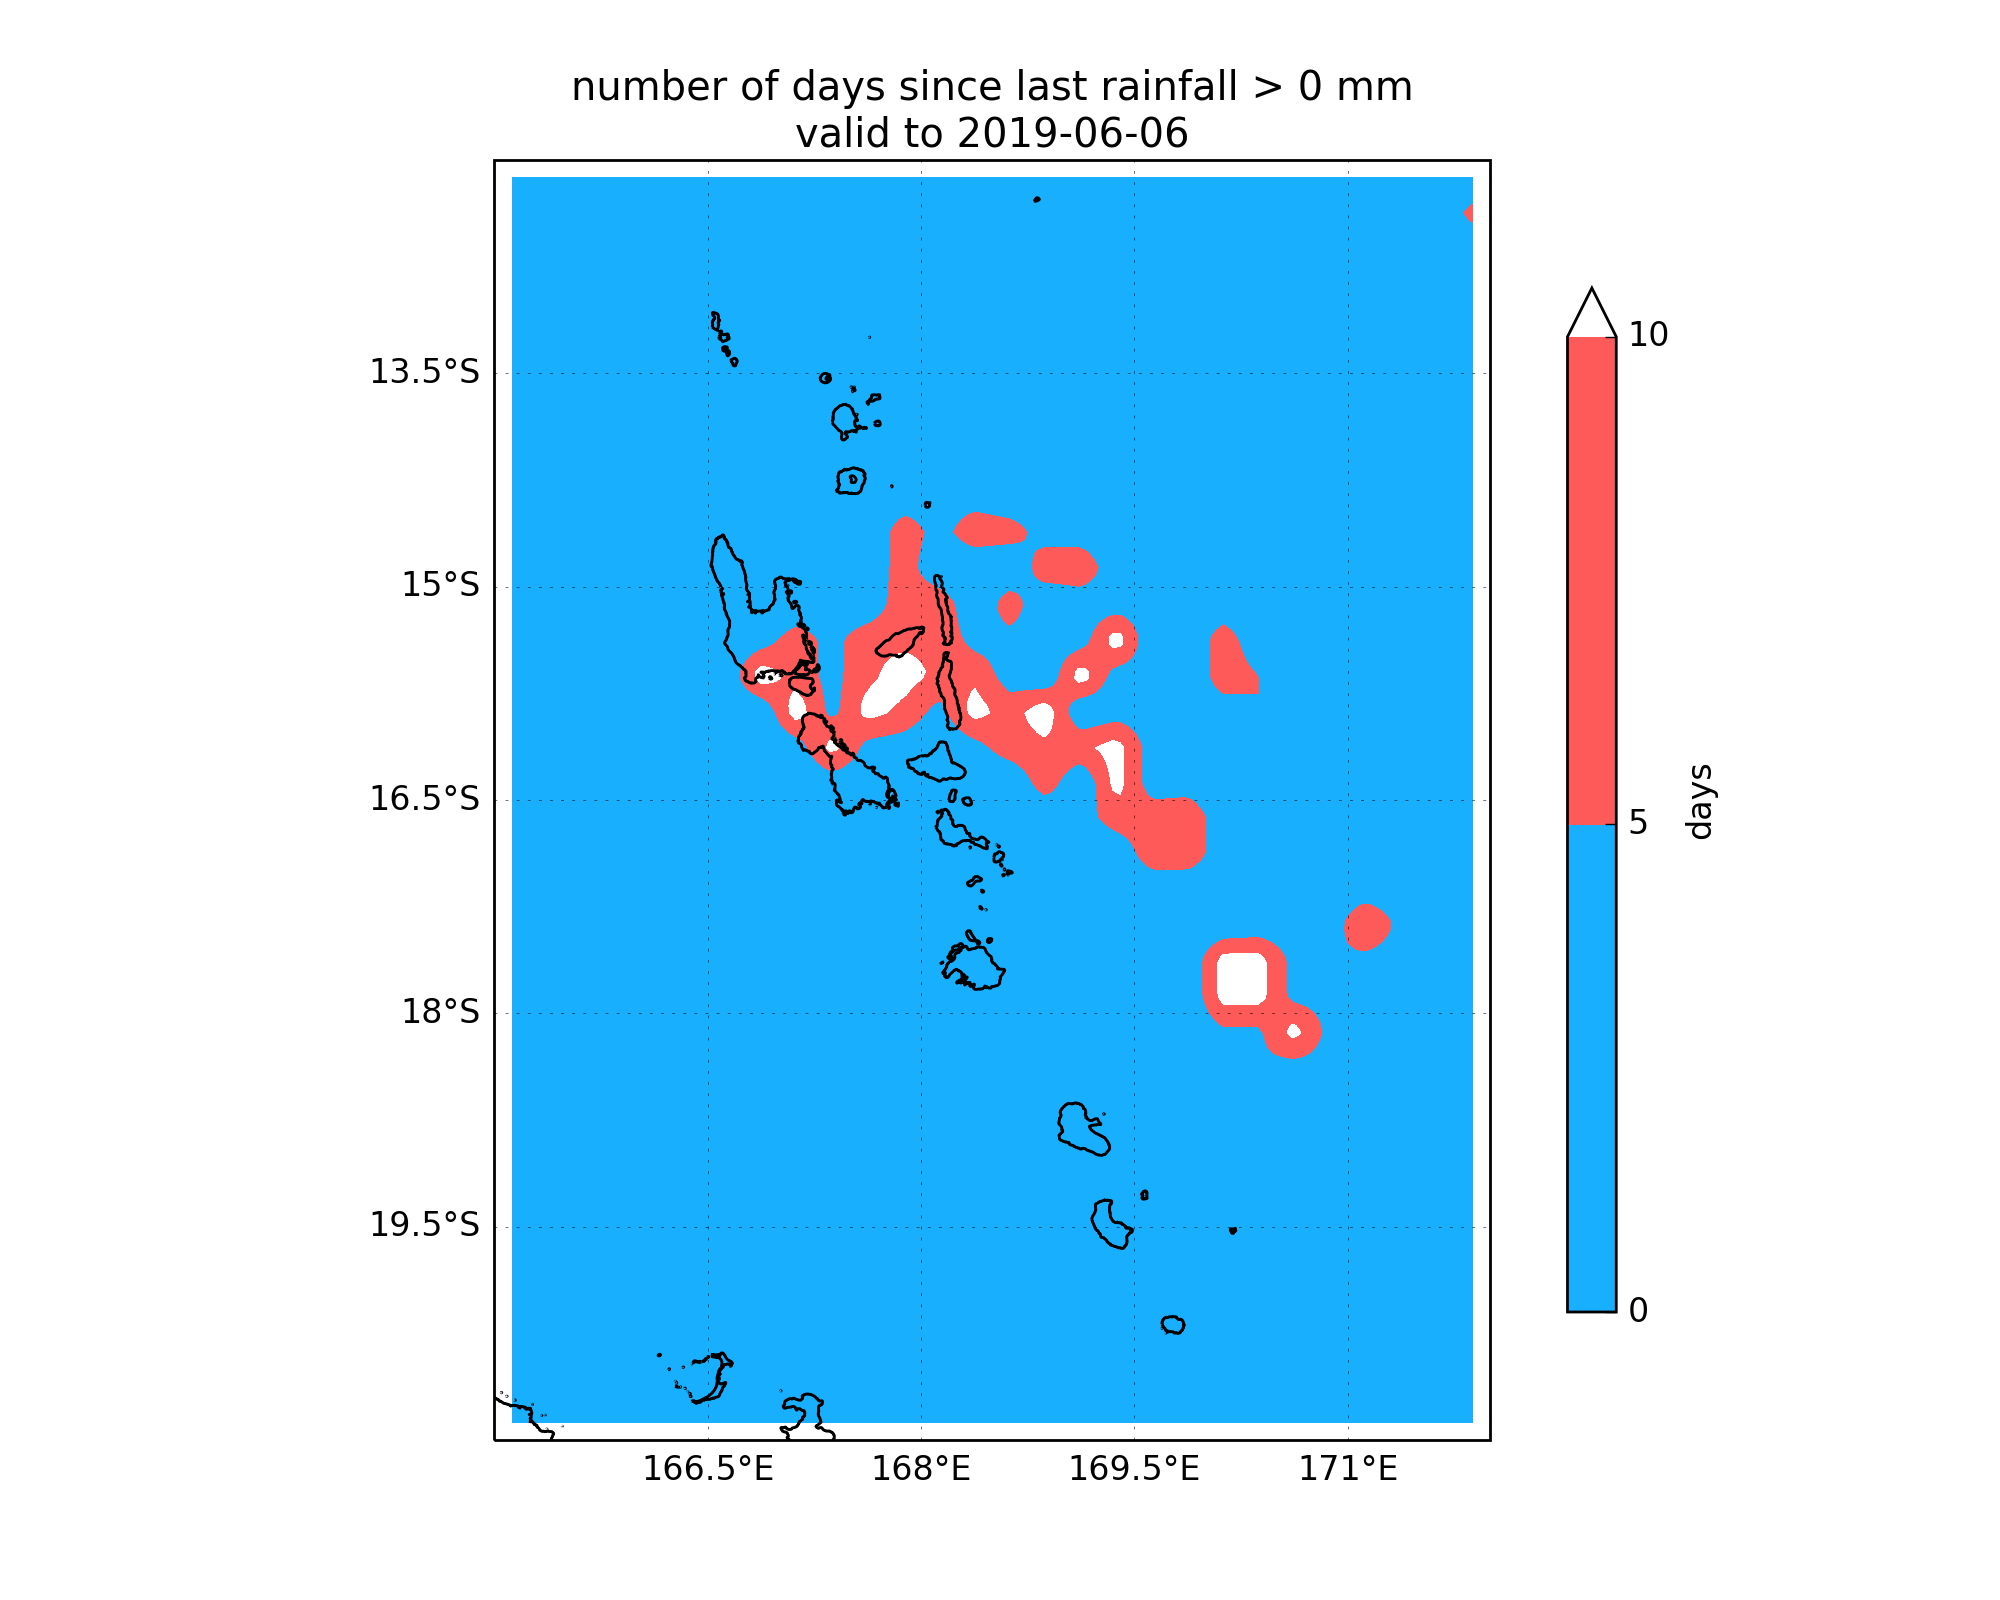 number of days since last rainfall > 0 mm
valid to 2019-06-06
13.5°S
15°S
16.5°S
18°S
19.5°S
166.5°E
168°E
169.5°E
171°E
10
5
0
days